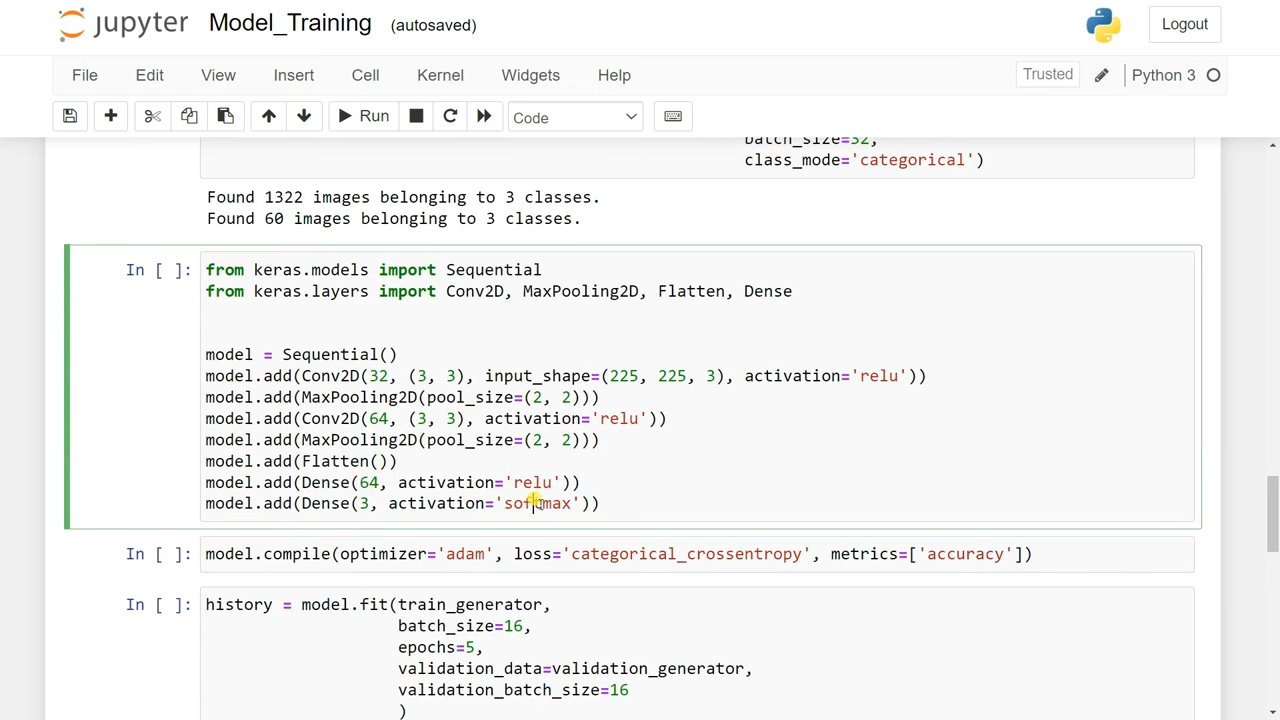 jupyter Model_Training (autosaved) Logout
File Edit View Insert Cell Kernel Widgets Help Trusted Python 3
Run Code
batch_size=32,
class_mode='categorical')
Found 1322 images belonging to 3 classes.
Found 60 images belonging to 3 classes.
In [ ]: from keras.models import Sequential
from keras.layers import Conv2D, MaxPooling2D, Flatten, Dense
model = Sequential()
model.add(Conv2D(32, (3, 3), input_shape=(225, 225, 3), activation='relu'))
model.add(MaxPooling2D(pool_size=(2, 2)))
model.add(Conv2D(64, (3, 3), activation='relu'))
model.add(MaxPooling2D(pool_size=(2, 2)))
model.add(Flatten())
model.add(Dense(64, activation='relu'))
model.add(Dense(3, activation='softmax'))
In [ ]: model.compile(optimizer='adam', loss='categorical_crossentropy', metrics=['accuracy'])
In [ ]: history = model.fit(train_generator,
batch_size=16,
epochs=5,
validation_data=validation_generator,
validation_batch_size=16
)